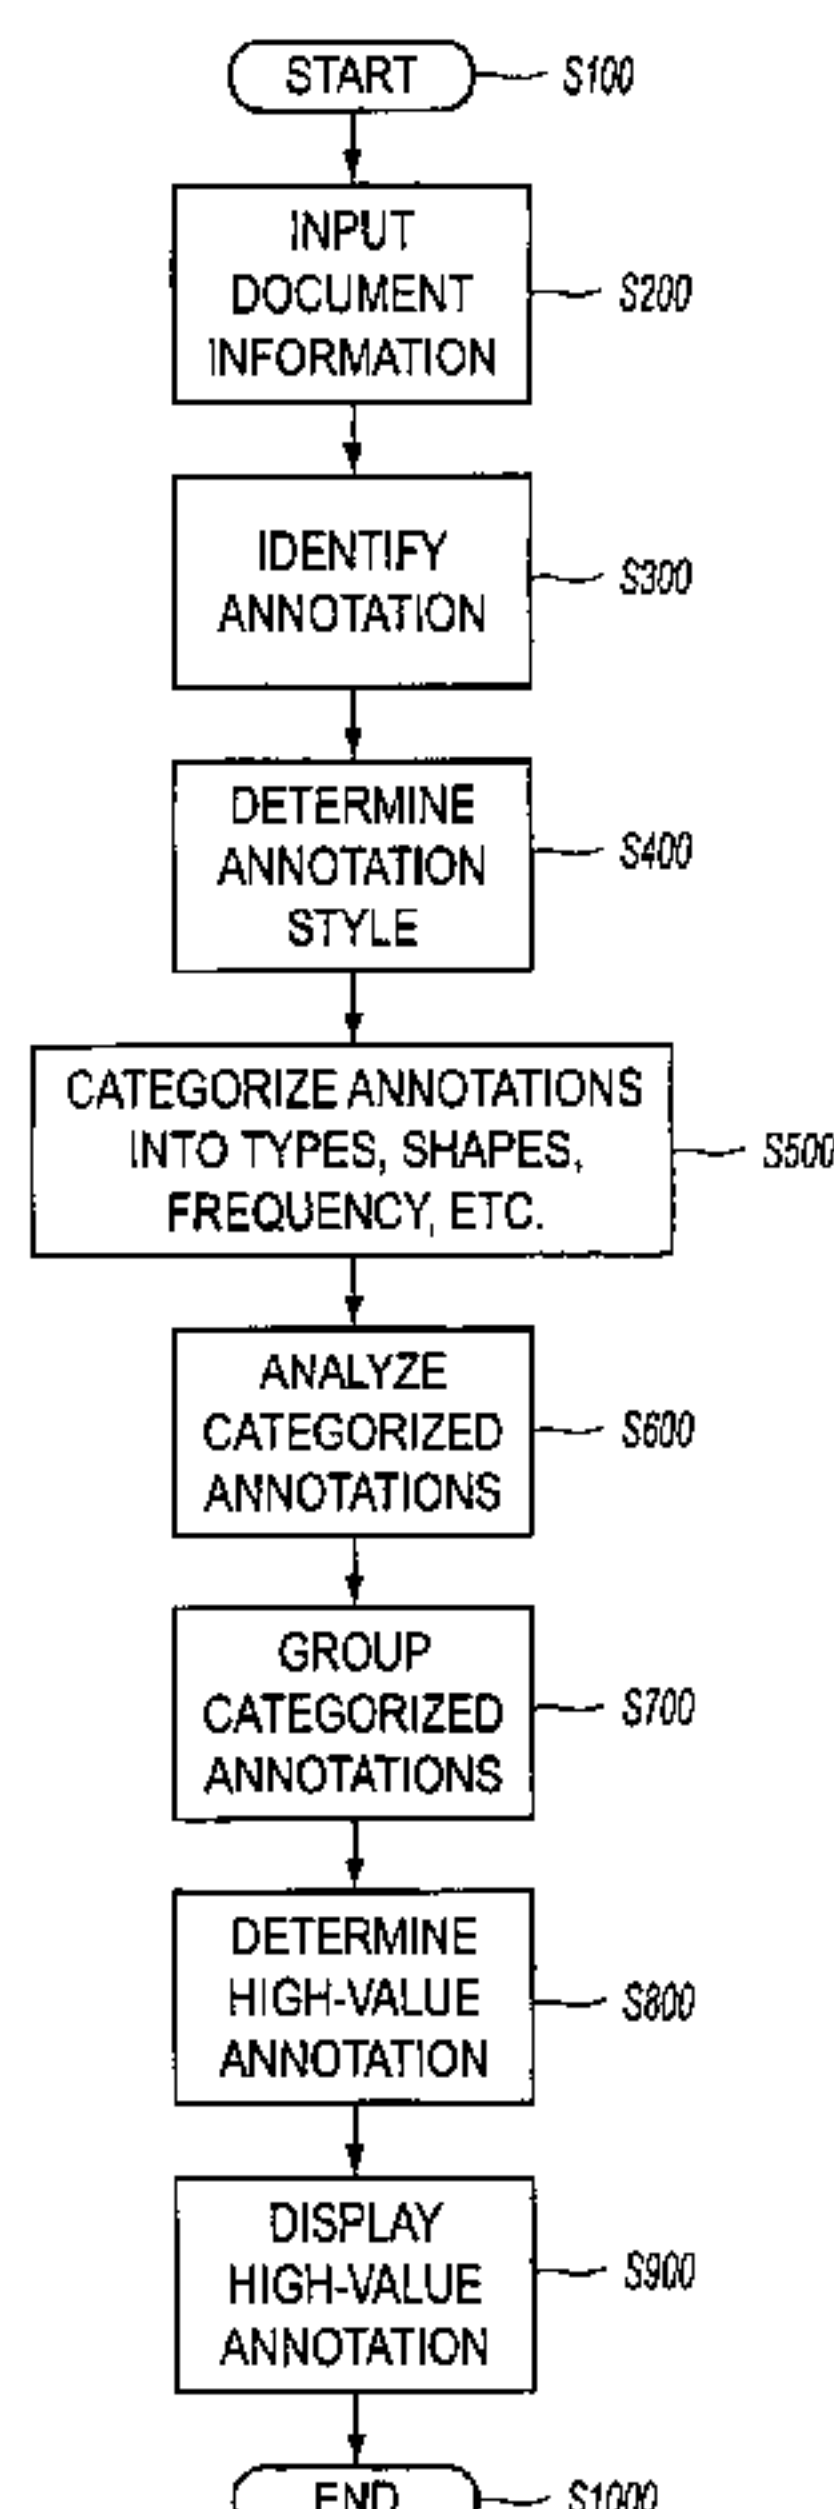 START
S100
INPUT
DOCUMENT
INFORMATION
S200
IDENTIFY
ANNOTATION
S300
DETERMINE
ANNOTATION
STYLE
S400
CATEGORIZE ANNOTATIONS
INTO TYPES, SHAPES,
FREQUENCY, ETC.
S500
ANALYZE
CATEGORIZED
ANNOTATIONS
S600
GROUP
CATEGORIZED
ANNOTATIONS
S700
DETERMINE
HIGH-VALUE
ANNOTATION
S800
DISPLAY
HIGH-VALUE
ANNOTATION
S900
END
S1000